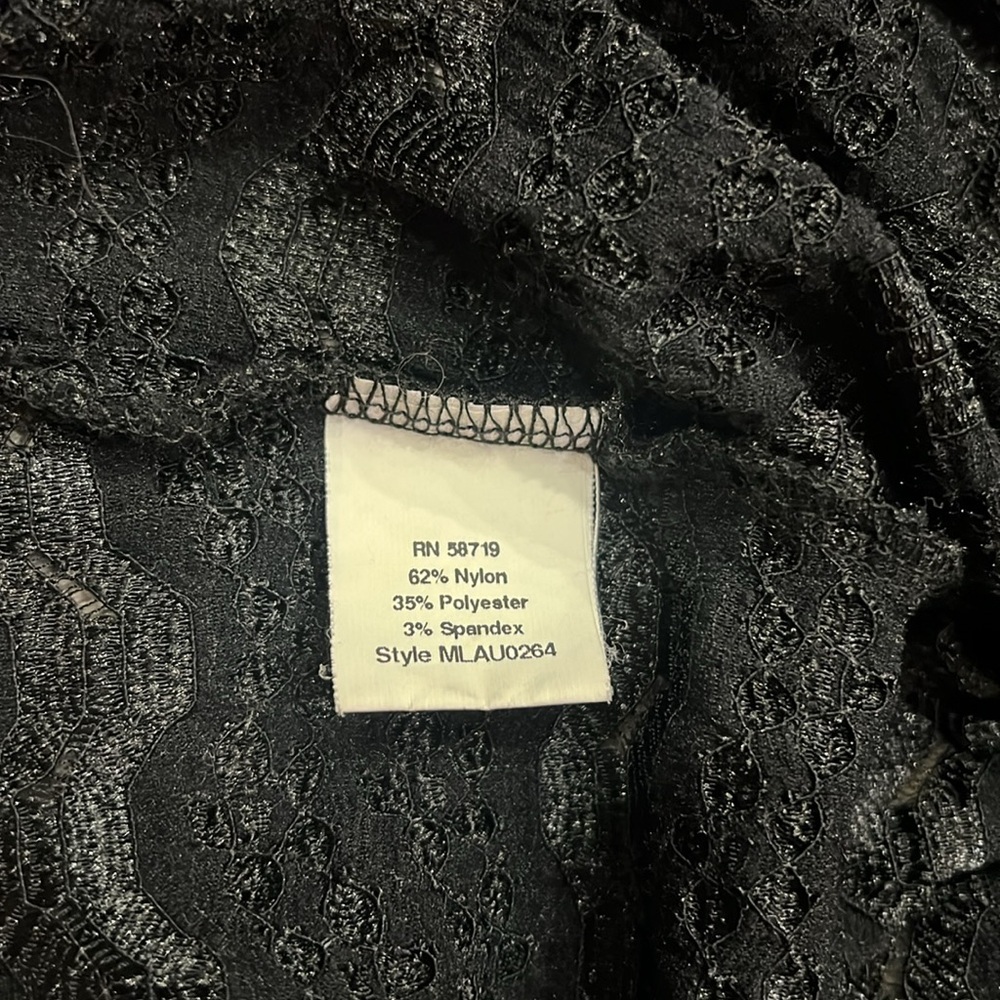 RN 58719
62% Nylon
35% Polyester
3% Spandex
Style MLAU0264